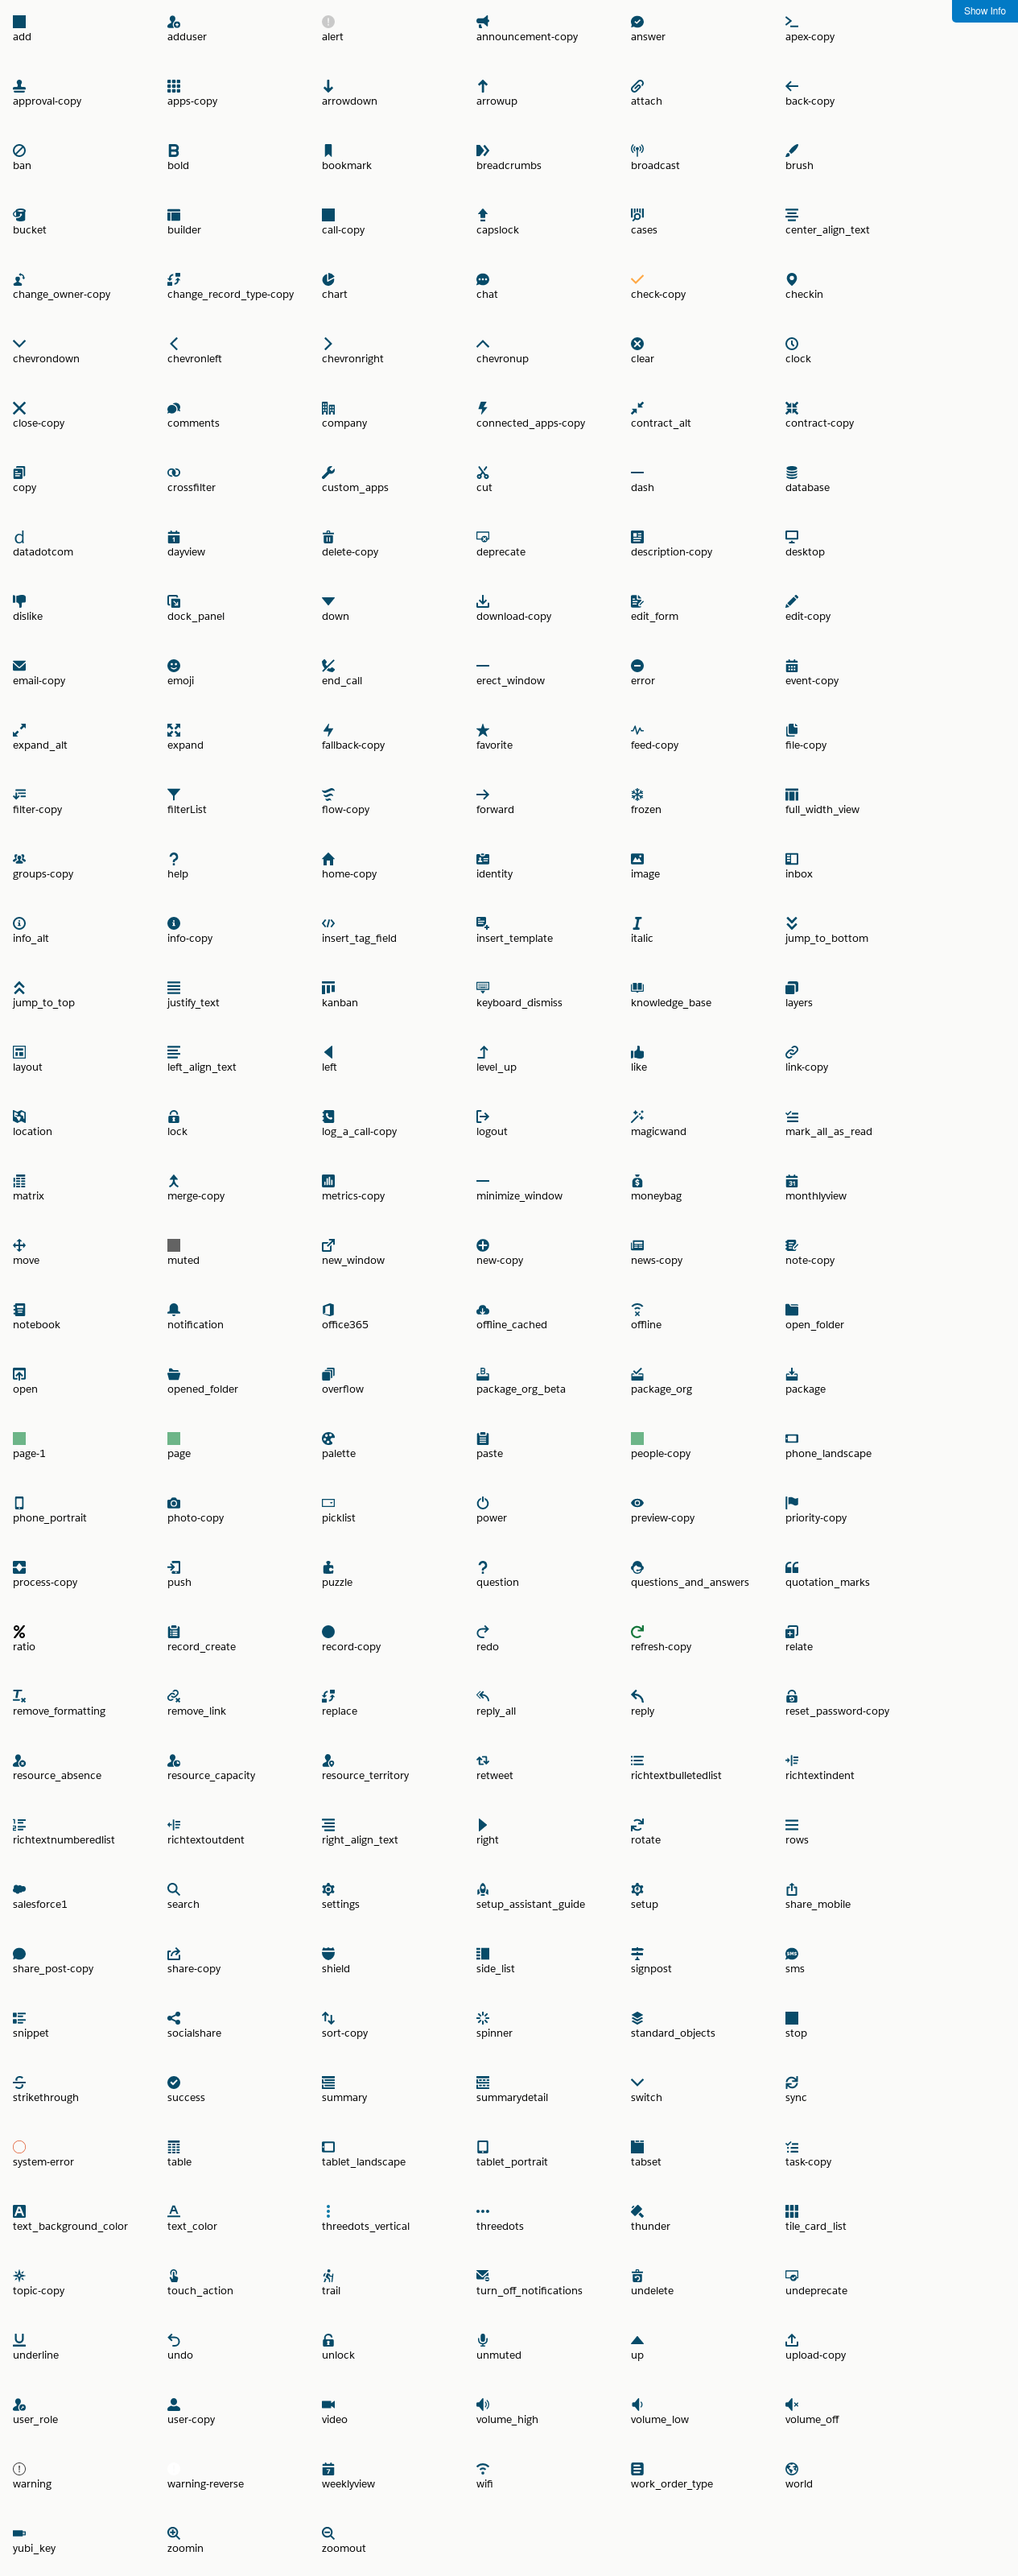 Show Info
add adduser alert announcement-copy answer apex-copy
approval-copy apps-copy arrowdown arrowup attach back-copy
ban bold bookmark breadcrumbs broadcast brush
bucket builder call-copy capslock cases center_align_text
change_owner-copy change_record_type-copy chart chat check-copy checkin
chevrondown chevronleft chevronright chevronup clear clock
close-copy comments company connected_apps-copy contract_alt contract-copy
copy crossfilter custom_apps cut dash database
datadotcom dayview delete-copy deprecate description-copy desktop
dislike dock_panel down download-copy edit_form edit-copy
email-copy emoji end_call erect_window error event-copy
expand_alt expand fallback-copy favorite feed-copy file-copy
filter-copy filterList flow-copy forward frozen full_width_view
groups-copy help home-copy identity image inbox
info_alt info-copy insert_tag_field insert_template italic jump_to_bottom
jump_to_top justify_text kanban keyboard_dismiss knowledge_base layers
layout left_align_text left level_up like link-copy
location lock log_a_call-copy logout magicwand mark_all_as_read
matrix merge-copy metrics-copy minimize_window moneybag monthlyview
move muted new_window new-copy news-copy note-copy
notebook notification office365 offline_cached offline open_folder
open opened_folder overflow package_org_beta package_org package
page-1 page palette paste people-copy phone_landscape
phone_portrait photo-copy picklist power preview-copy priority-copy
process-copy push puzzle question questions_and_answers quotation_marks
ratio record_create record-copy redo refresh-copy relate
remove_formatting remove_link replace reply_all reply reset_password-copy
resource_absence resource_capacity resource_territory retweet richtextbulletedlist richtextindent
richtextnumberedlist richtextoutdent right_align_text right rotate rows
salesforce1 search settings setup_assistant_guide setup share_mobile
share_post-copy share-copy shield side_list signpost sms
snippet socialshare sort-copy spinner standard_objects stop
strikethrough success summary summarydetail switch sync
system-error table tablet_landscape tablet_portrait tabset task-copy
text_background_color text_color threedots_vertical threedots thunder tile_card_list
topic-copy touch_action trail turn_off_notifications undelete undeprecate
underline undo unlock unmuted up upload-copy
user_role user-copy video volume_high volume_low volume_off
warning warning-reverse weeklyview wifi work_order_type world
yubi_key zoomin zoomout